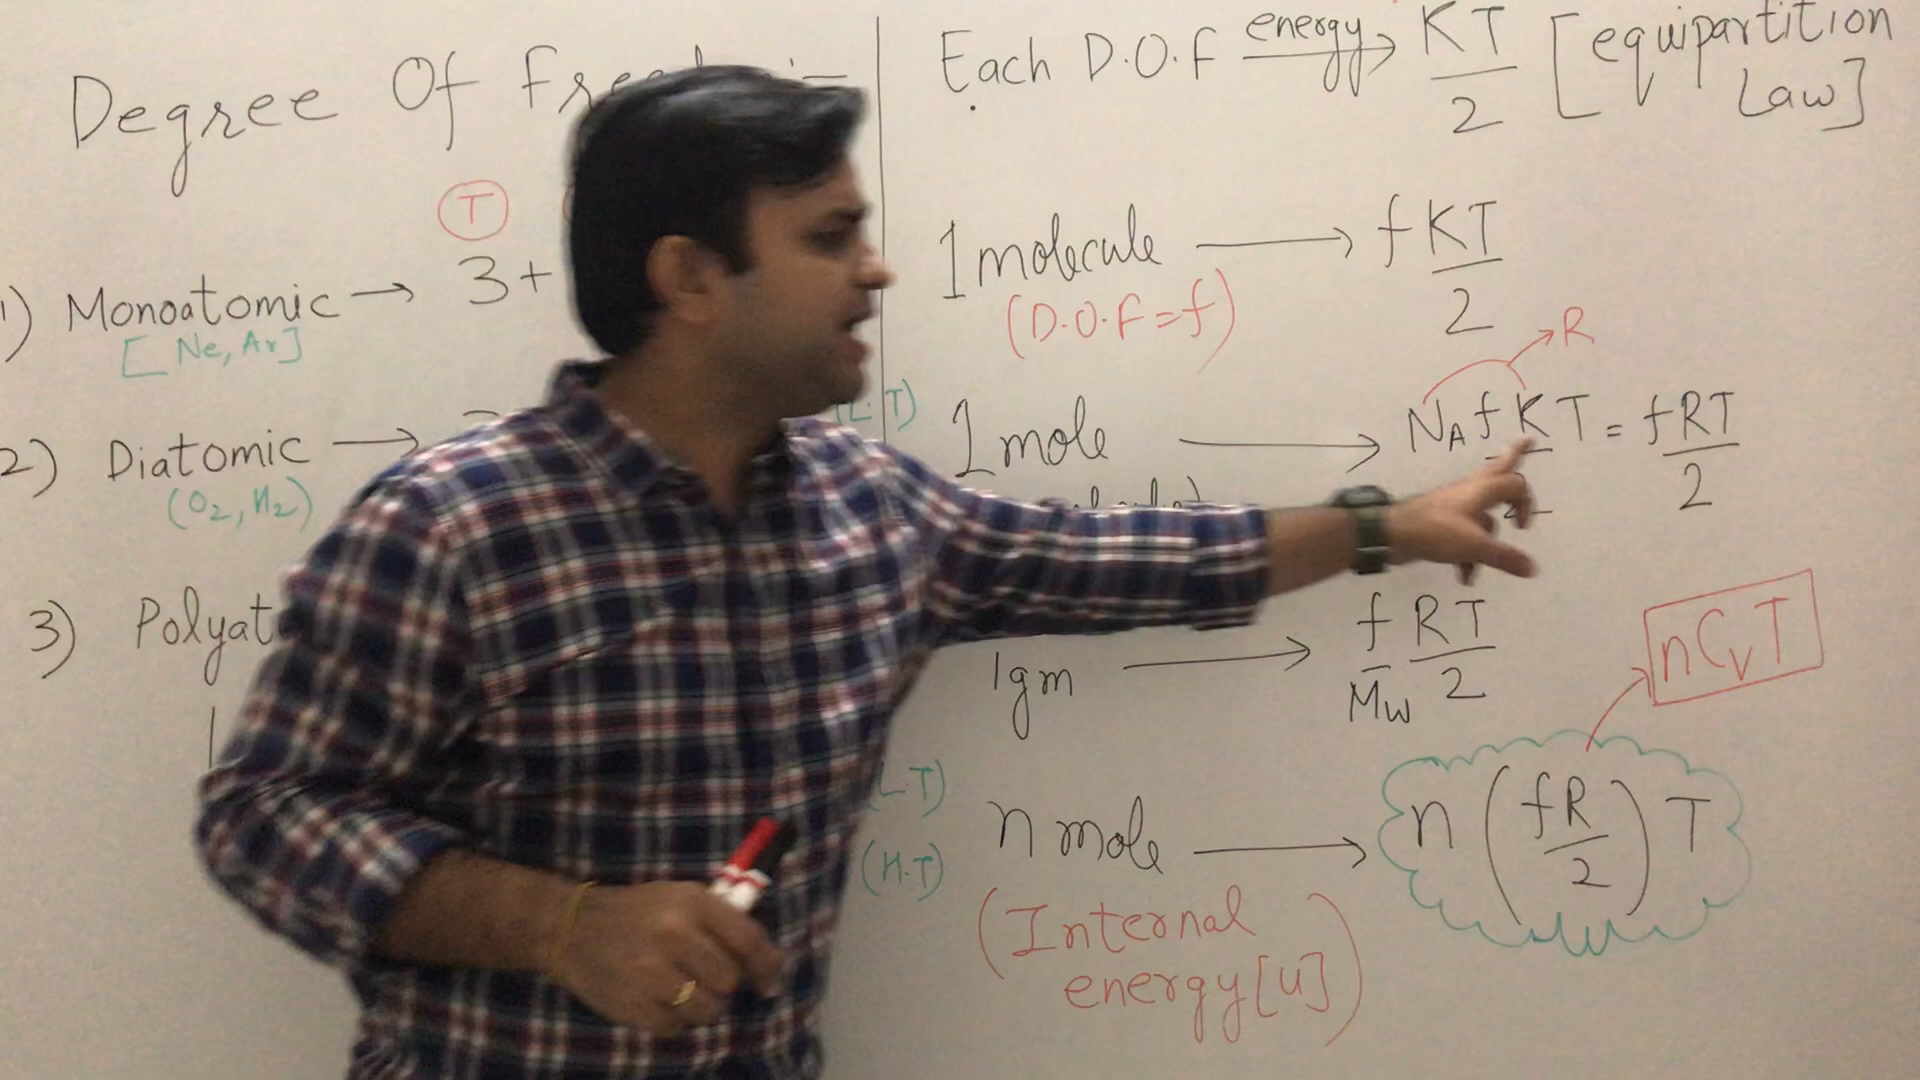 Degree Of
T
1) Monoatomic → 3 +
[Ne, Ar]
2) Diatomic →
(O₂, H₂)
3) Polyat
Each D.O.F energy → KT/2 [equipartition Law]
1 molecule → f KT/2
(D.O.F = f)
R
(L.T)
1 mole → N_A f KT/2 = fRT/2
1gm → f/Mw RT/2
nCvT
(L.T)
n mole → n (fR/2) T
(H.T)
(Internal
energy [U])